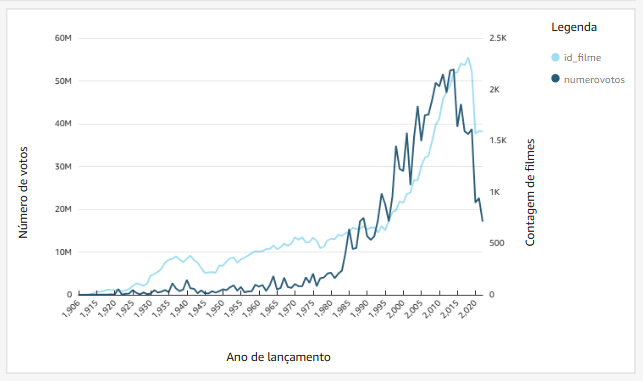 Legenda
id_filme
numerovotos
60M
50M
40M
30M
20M
10M
0
2.5K
2K
1.5K
1K
500
0
Número de votos
Contagem de filmes
1,906
1,915
1,920
1,925
1,930
1,935
1,940
1,945
1,950
1,955
1,960
1,965
1,970
1,975
1,980
1,985
1,990
1,995
2,000
2,005
2,010
2,015
2,020
Ano de lançamento